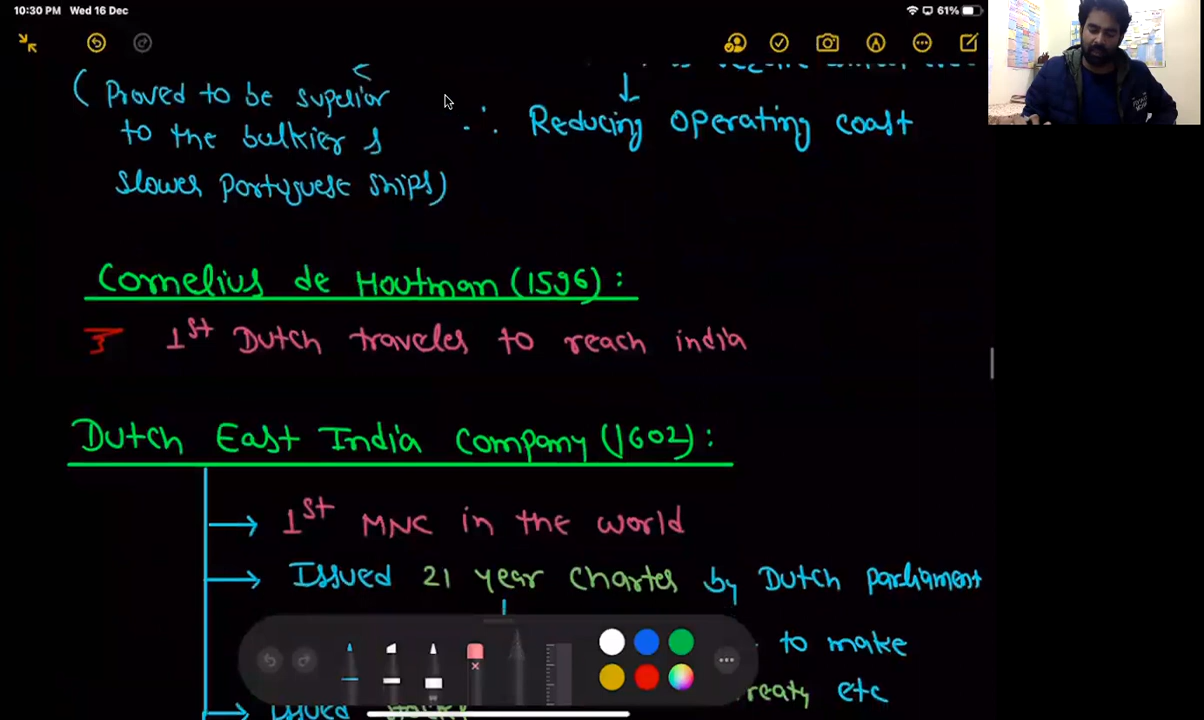 10:30 PM Wed 16 Dec
61%
(Proved to be superior
to the bulkier &
slower Portuguese ships)
∴ Reducing operating coast
Cornelius de Houtman (1596):
1st Dutch traveler to reach india
Dutch East India Company (1602):
→ 1st MNC in the world
→ Issued 21 year Charter by Dutch parliament
to make
etc
→ Issued